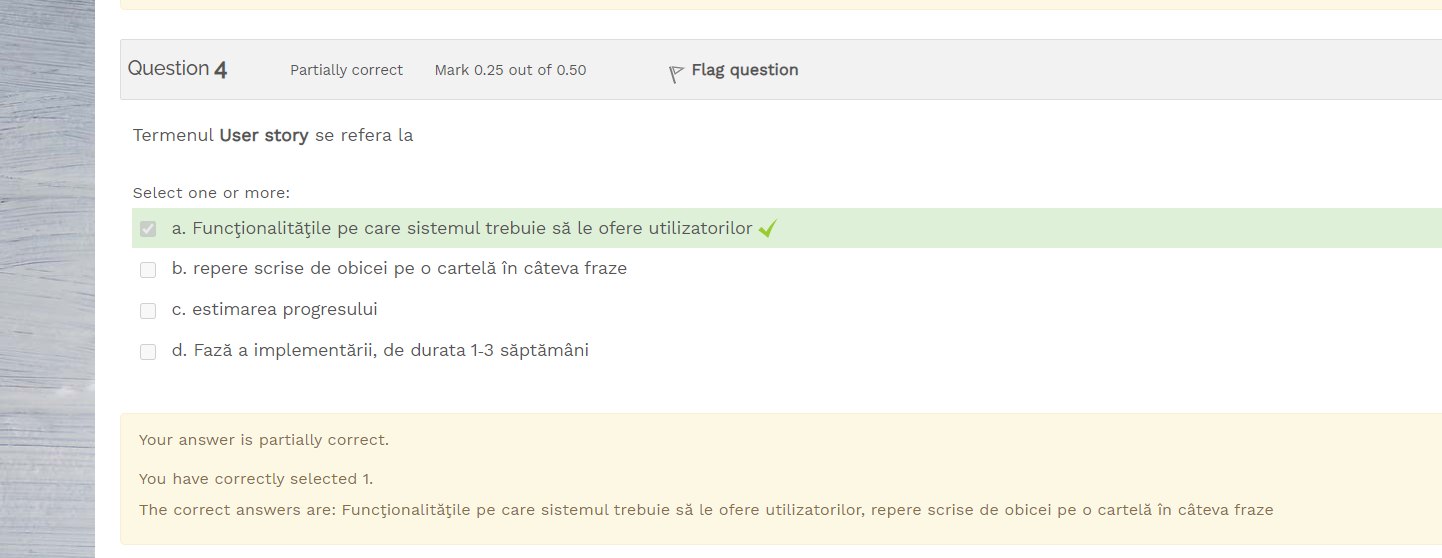 Question 4
Partially correct
Mark 0.25 out of 0.50
Flag question
Termenul User story se refera la
Select one or more:
a. Funcţionalităţile pe care sistemul trebuie să le ofere utilizatorilor
b. repere scrise de obicei pe o cartelă în câteva fraze
c. estimarea progresului
d. Fază a implementării, de durata 1-3 săptămâni
Your answer is partially correct.
You have correctly selected 1.
The correct answers are: Funcţionalităţile pe care sistemul trebuie să le ofere utilizatorilor, repere scrise de obicei pe o cartelă în câteva fraze